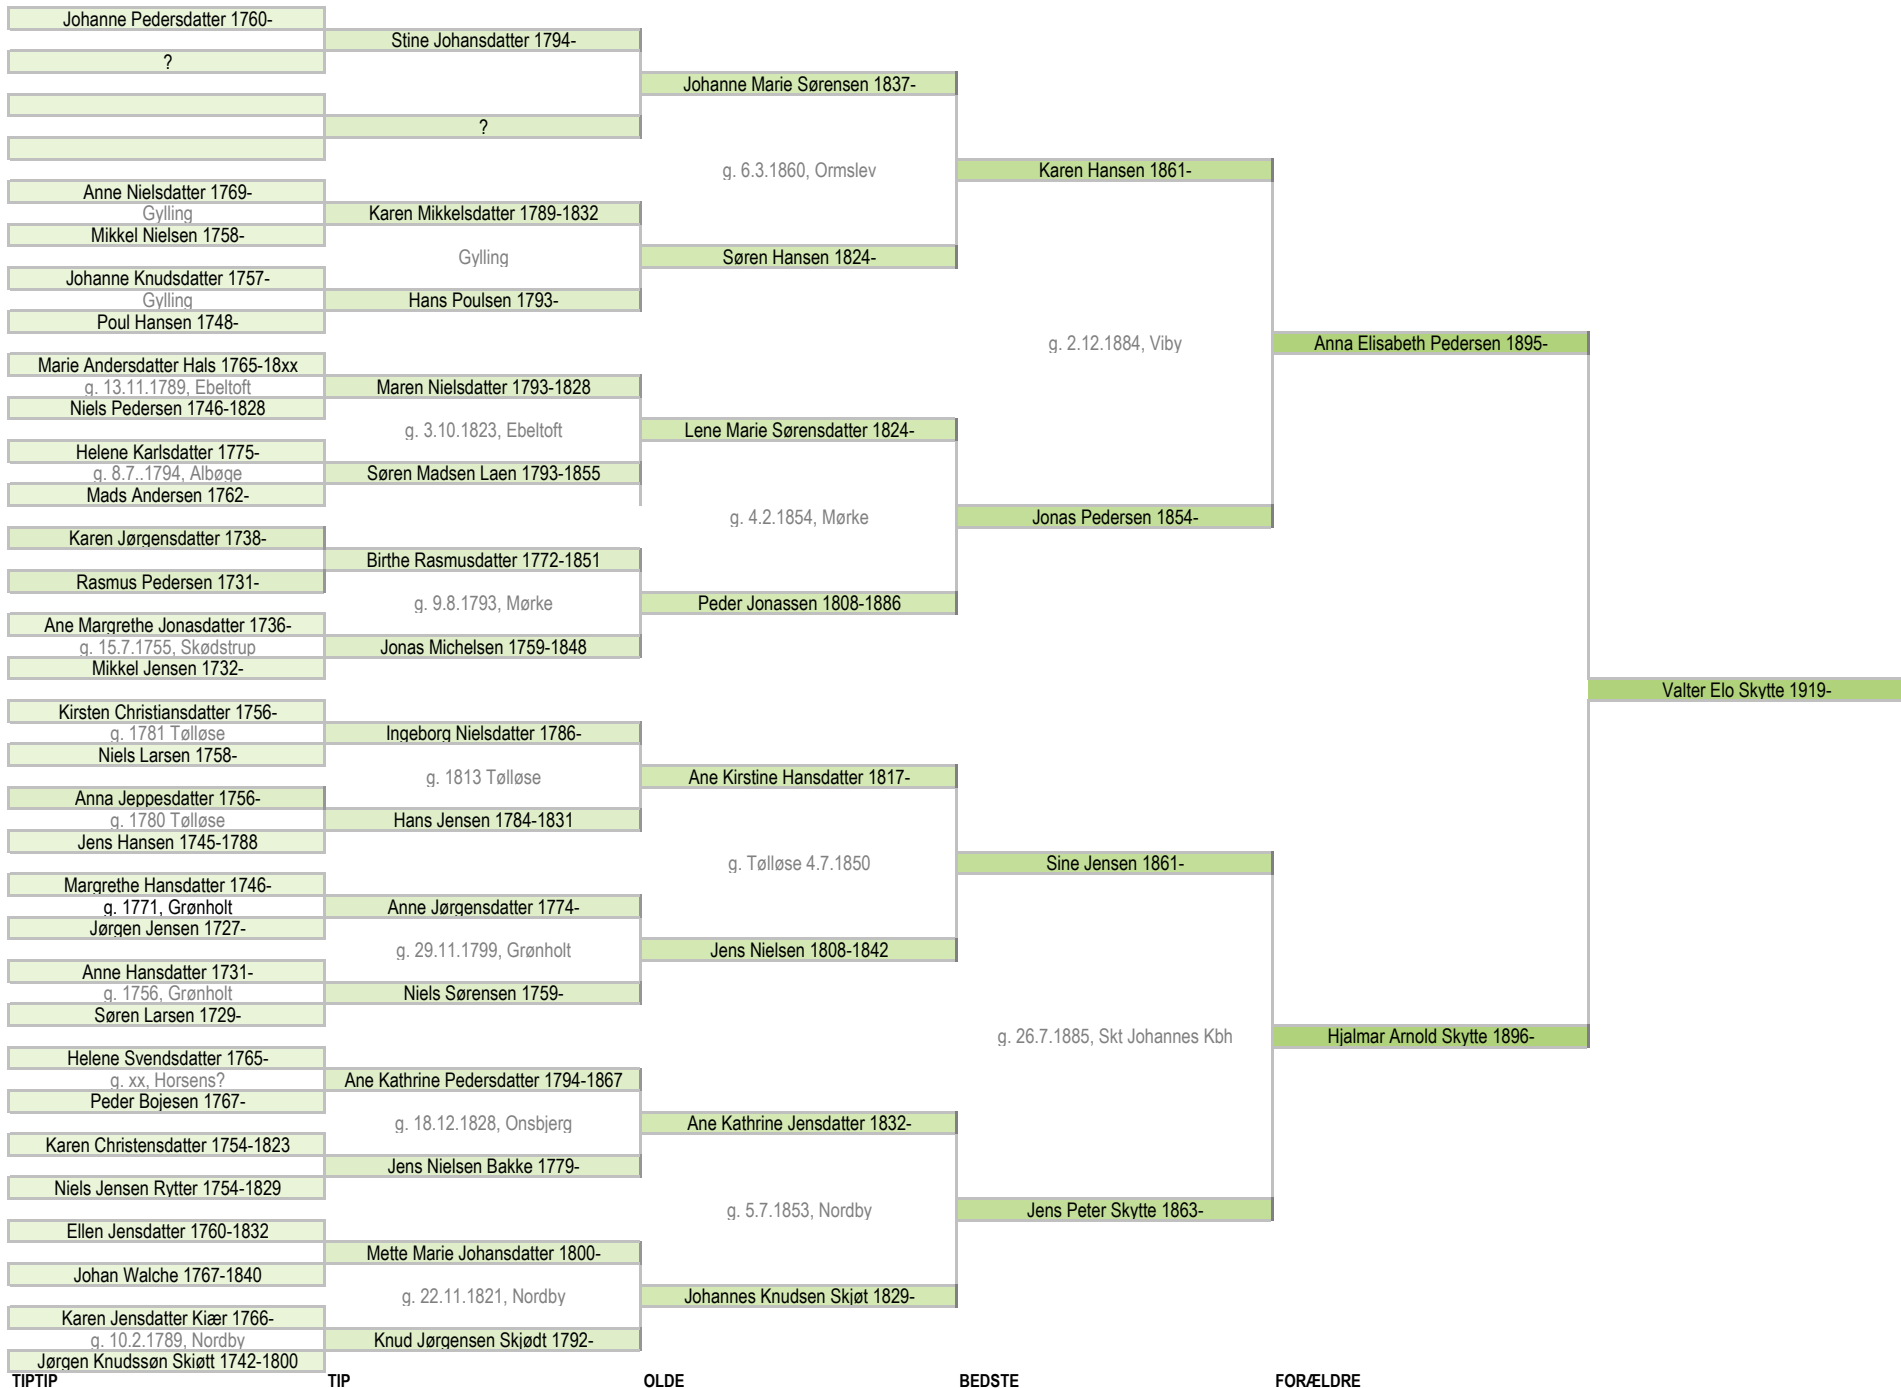 Johanne Pedersdatter 1760-
Stine Johansdatter 1794-
?
Johanne Marie Sørensen 1837-
?
g. 6.3.1860, Ormslev
Karen Hansen 1861-
Anne Nielsdatter 1769-
Gylling
Karen Mikkelsdatter 1789-1832
Mikkel Nielsen 1758-
Gylling
Søren Hansen 1824-
Johanne Knudsdatter 1757-
Gylling
Hans Poulsen 1793-
Poul Hansen 1748-
g. 2.12.1884, Viby
Anna Elisabeth Pedersen 1895-
Marie Andersdatter Hals 1765-18xx
g. 13.11.1789, Ebeltoft
Maren Nielsdatter 1793-1828
Niels Pedersen 1746-1828
g. 3.10.1823, Ebeltoft
Lene Marie Sørensdatter 1824-
Helene Karlsdatter 1775-
g. 8.7..1794, Albøge
Søren Madsen Laen 1793-1855
Mads Andersen 1762-
g. 4.2.1854, Mørke
Jonas Pedersen 1854-
Karen Jørgensdatter 1738-
Birthe Rasmusdatter 1772-1851
Rasmus Pedersen 1731-
g. 9.8.1793, Mørke
Peder Jonassen 1808-1886
Ane Margrethe Jonasdatter 1736-
g. 15.7.1755, Skødstrup
Jonas Michelsen 1759-1848
Mikkel Jensen 1732-
Valter Elo Skytte 1919-
Kirsten Christiansdatter 1756-
g. 1781 Tølløse
Ingeborg Nielsdatter 1786-
Niels Larsen 1758-
g. 1813 Tølløse
Ane Kirstine Hansdatter 1817-
Anna Jeppesdatter 1756-
g. 1780 Tølløse
Hans Jensen 1784-1831
Jens Hansen 1745-1788
g. Tølløse 4.7.1850
Sine Jensen 1861-
Margrethe Hansdatter 1746-
g. 1771, Grønholt
Anne Jørgensdatter 1774-
Jørgen Jensen 1727-
g. 29.11.1799, Grønholt
Jens Nielsen 1808-1842
Anne Hansdatter 1731-
g. 1756, Grønholt
Niels Sørensen 1759-
Søren Larsen 1729-
g. 26.7.1885, Skt Johannes Kbh
Hjalmar Arnold Skytte 1896-
Helene Svendsdatter 1765-
g. xx, Horsens?
Ane Kathrine Pedersdatter 1794-1867
Peder Bojesen 1767-
g. 18.12.1828, Onsbjerg
Ane Kathrine Jensdatter 1832-
Karen Christensdatter 1754-1823
Jens Nielsen Bakke 1779-
Niels Jensen Rytter 1754-1829
g. 5.7.1853, Nordby
Jens Peter Skytte 1863-
Ellen Jensdatter 1760-1832
Mette Marie Johansdatter 1800-
Johan Walche 1767-1840
g. 22.11.1821, Nordby
Johannes Knudsen Skjøt 1829-
Karen Jensdatter Kiær 1766-
g. 10.2.1789, Nordby
Knud Jørgensen Skjødt 1792-
Jørgen Knudssøn Skiøtt 1742-1800
TIPTIP
TIP
OLDE
BEDSTE
FORÆLDRE